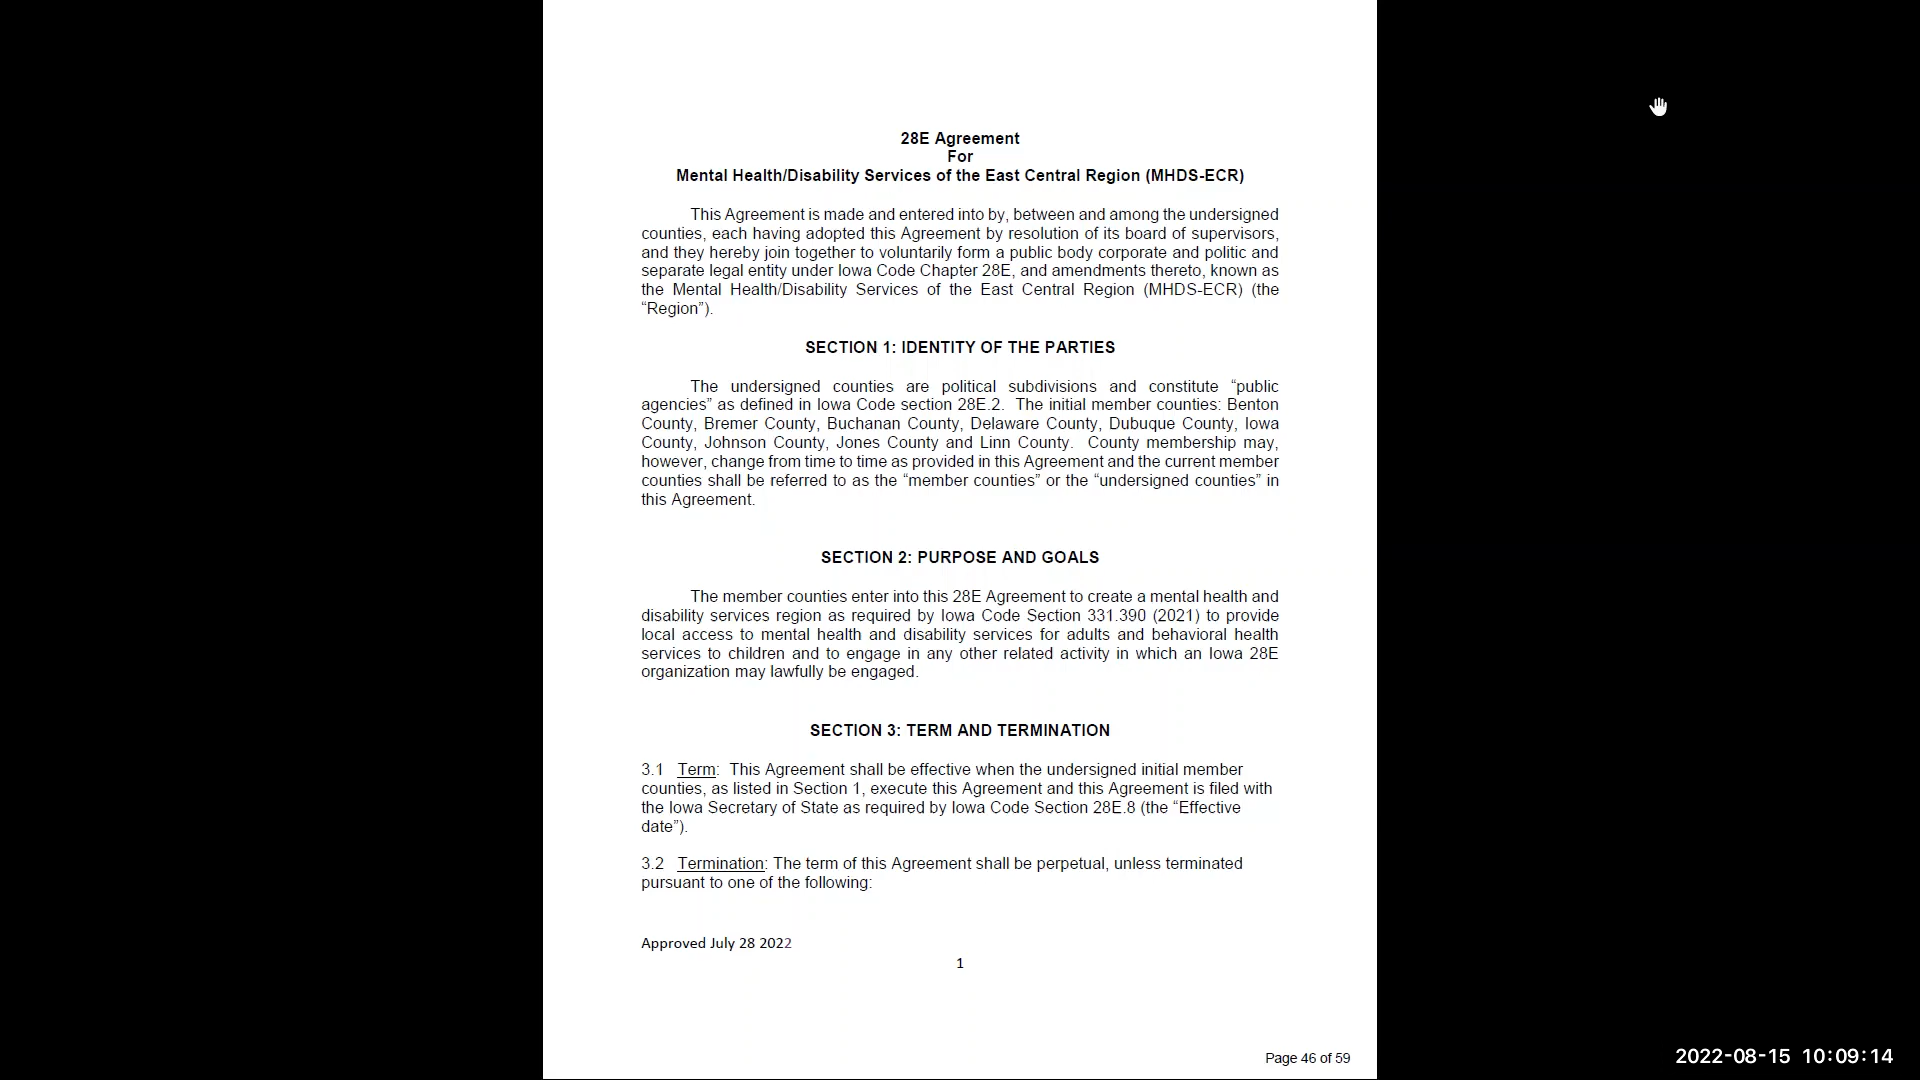 28E Agreement
For
Mental Health/Disability Services of the East Central Region (MHDS-ECR)
This Agreement is made and entered into by, between and among the undersigned
counties, each having adopted this Agreement by resolution of its board of supervisors,
and they hereby join together to voluntarily form a public body corporate and politic and
separate legal entity under Iowa Code Chapter 28E, and amendments thereto, known as
the Mental Health/Disability Services of the East Central Region (MHDS-ECR) (the
“Region”).
SECTION 1: IDENTITY OF THE PARTIES
The undersigned counties are political subdivisions and constitute “public
agencies” as defined in Iowa Code section 28E.2.  The initial member counties: Benton
County, Bremer County, Buchanan County, Delaware County, Dubuque County, Iowa
County, Johnson County, Jones County and Linn County.  County membership may,
however, change from time to time as provided in this Agreement and the current member
counties shall be referred to as the “member counties” or the “undersigned counties” in
this Agreement.
SECTION 2: PURPOSE AND GOALS
The member counties enter into this 28E Agreement to create a mental health and
disability services region as required by Iowa Code Section 331.390 (2021) to provide
local access to mental health and disability services for adults and behavioral health
services to children and to engage in any other related activity in which an Iowa 28E
organization may lawfully be engaged.
SECTION 3: TERM AND TERMINATION
3.1 Term:  This Agreement shall be effective when the undersigned initial member
counties, as listed in Section 1, execute this Agreement and this Agreement is filed with
the Iowa Secretary of State as required by Iowa Code Section 28E.8 (the “Effective
date”).
3.2 Termination: The term of this Agreement shall be perpetual, unless terminated
pursuant to one of the following:
Approved July 28 2022
1
Page 46 of 59
2022-08-15 10:09:14